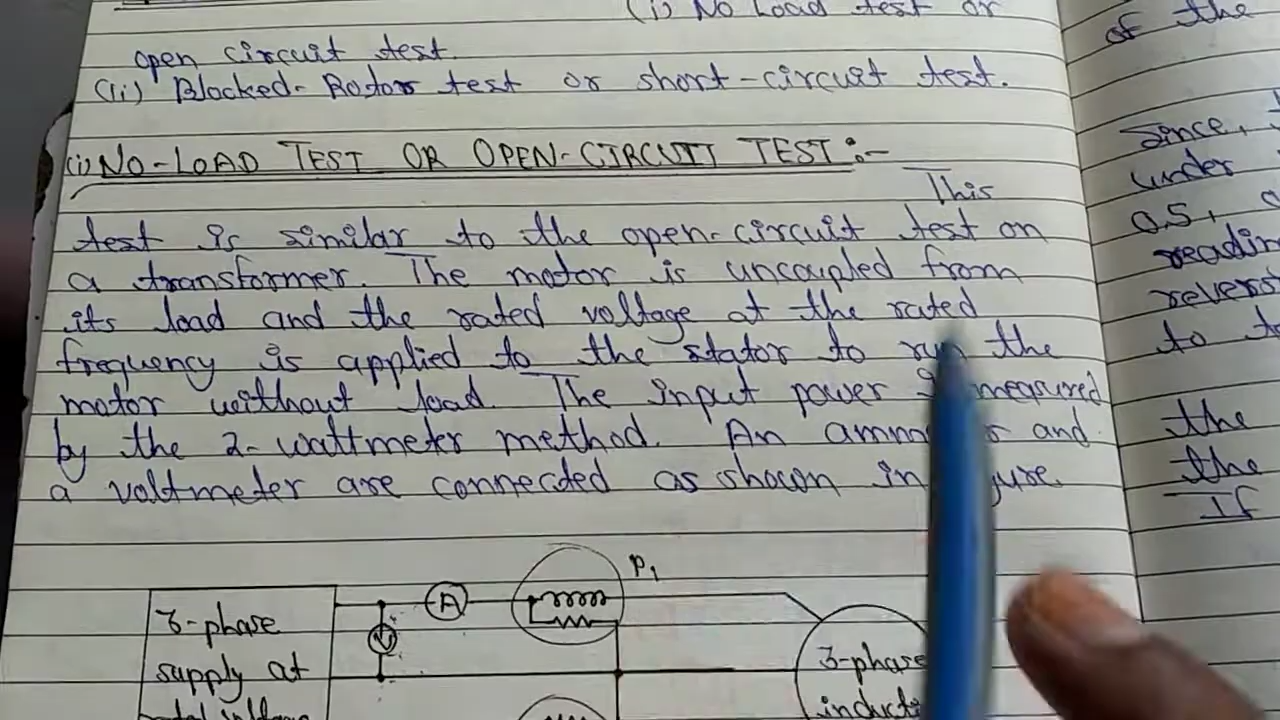 (i) No Load test or
open circuit test.
(ii) Blocked-Rotor test or short-circuit test.
(i) NO-LOAD TEST OR OPEN-CIRCUIT TEST :-
This
test is similar to the open-circuit test on
a transformer. The motor is uncoupled from
its load and the rated voltage at the rated
frequency is applied to the stator to run the
motor without load. The input power is measured
by the 2-wattmeter method. An and
a voltmeter are connected as shown in
A
P1
V
3-phase
supply at
3-phase
of the
Since,
under
0.5,
to
the
the
If